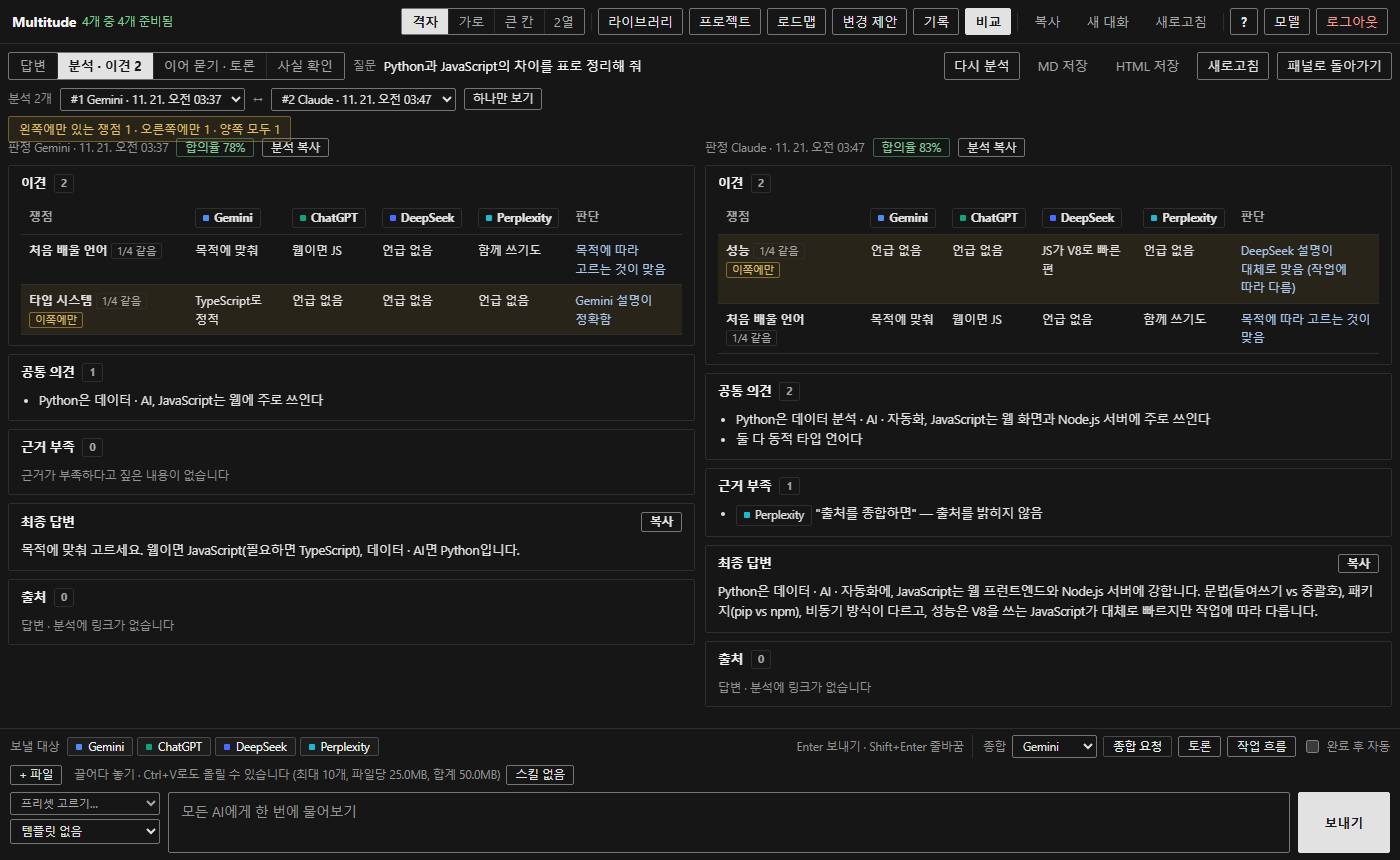 Multitude 4개 중 4개 준비됨 격자 가로 큰 칸 2열 라이브러리 프로젝트 로드맵 변경 제안 기록 비교 복사 새 대화 새로고침 ? 모델 로그아웃
답변 분석 · 이견 2 이어 묻기 · 토론 사실 확인 질문 Python과 JavaScript의 차이를 표로 정리해 줘 다시 분석 MD 저장 HTML 저장 새로고침 패널로 돌아가기
분석 2개 #1 Gemini · 11. 21. 오전 03:37 ↔ #2 Claude · 11. 21. 오전 03:47 하나만 보기
왼쪽에만 있는 쟁점 1 · 오른쪽에만 1 · 양쪽 모두 1
판정 Gemini · 11. 21. 오전 03:37 합의율 78% 분석 복사
이견 2
쟁점 Gemini ChatGPT DeepSeek Perplexity 판단
처음 배울 언어 1/4 같음 목적에 맞춰 웹이면 JS 언급 없음 함께 쓰기도 목적에 따라
고르는 것이 맞음
타입 시스템 1/4 같음 TypeScript로 언급 없음 언급 없음 언급 없음 Gemini 설명이
이쪽에만 정적 정확함
공통 의견 1
• Python은 데이터 · AI, JavaScript는 웹에 주로 쓰인다
근거 부족 0
근거가 부족하다고 짚은 내용이 없습니다
최종 답변 복사
목적에 맞춰 고르세요. 웹이면 JavaScript(필요하면 TypeScript), 데이터 · AI면 Python입니다.
출처 0
답변 · 분석에 링크가 없습니다
판정 Claude · 11. 21. 오전 03:47 합의율 83% 분석 복사
이견 2
쟁점 Gemini ChatGPT DeepSeek Perplexity 판단
성능 1/4 같음 언급 없음 언급 없음 JS가 V8로 빠른 언급 없음 DeepSeek 설명이
이쪽에만 편 대체로 맞음 (작업에
따라 다름)
처음 배울 언어 목적에 맞춰 웹이면 JS 언급 없음 함께 쓰기도 목적에 따라 고르는 것이
1/4 같음 맞음
공통 의견 2
• Python은 데이터 분석 · AI · 자동화, JavaScript는 웹 화면과 Node.js 서버에 주로 쓰인다
• 둘 다 동적 타입 언어다
근거 부족 1
• Perplexity "출처를 종합하면" — 출처를 밝히지 않음
최종 답변 복사
Python은 데이터 · AI · 자동화에, JavaScript는 웹 프런트엔드와 Node.js 서버에 강합니다. 문법(들여쓰기 vs 중괄호), 패키
지(pip vs npm), 비동기 방식이 다르고, 성능은 V8을 쓰는 JavaScript가 대체로 빠르지만 작업에 따라 다릅니다.
출처 0
답변 · 분석에 링크가 없습니다
보낼 대상 Gemini ChatGPT DeepSeek Perplexity Enter 보내기 · Shift+Enter 줄바꿈 종합 Gemini 종합 요청 토론 작업 흐름 완료 후 자동
+ 파일 끌어다 놓기 · Ctrl+V로도 올릴 수 있습니다 (최대 10개, 파일당 25.0MB, 합계 50.0MB) 스킬 없음
프리셋 고르기... 모든 AI에게 한 번에 물어보기 보내기
템플릿 없음